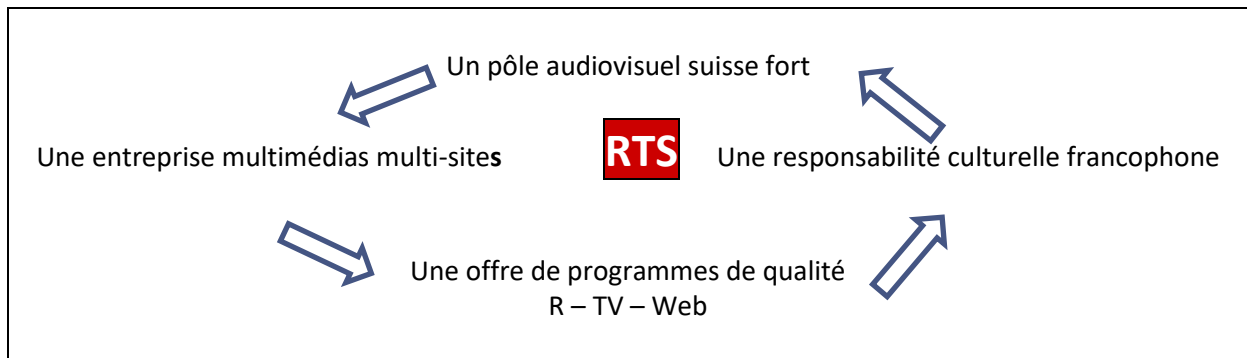 Un pôle audiovisuel suisse fort
Une entreprise multimédias multi-sites
RTS
Une responsabilité culturelle francophone
Une offre de programmes de qualité
R – TV – Web